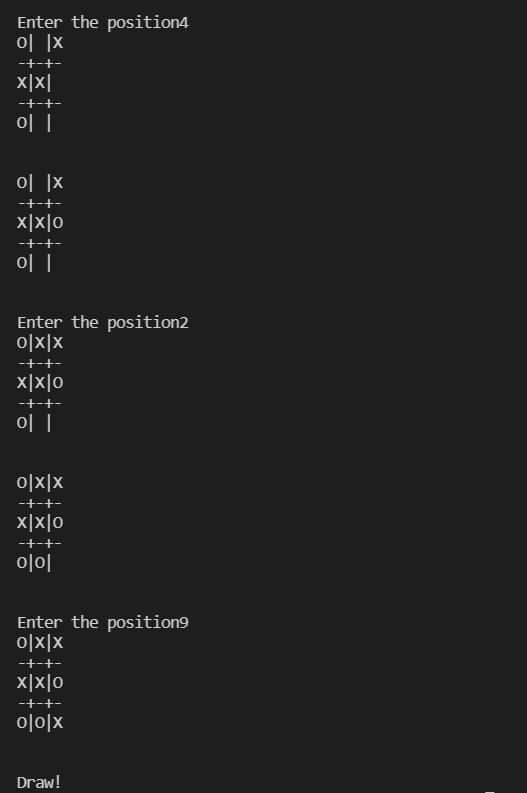 Enter the position4
O| |X
-+-+-
X|X|
-+-+-
O| |
O| |X
-+-+-
X|X|O
-+-+-
O| |
Enter the position2
O|X|X
-+-+-
X|X|O
-+-+-
O| |
O|X|X
-+-+-
X|X|O
-+-+-
O|O|
Enter the position9
O|X|X
-+-+-
X|X|O
-+-+-
O|O|X
Draw!